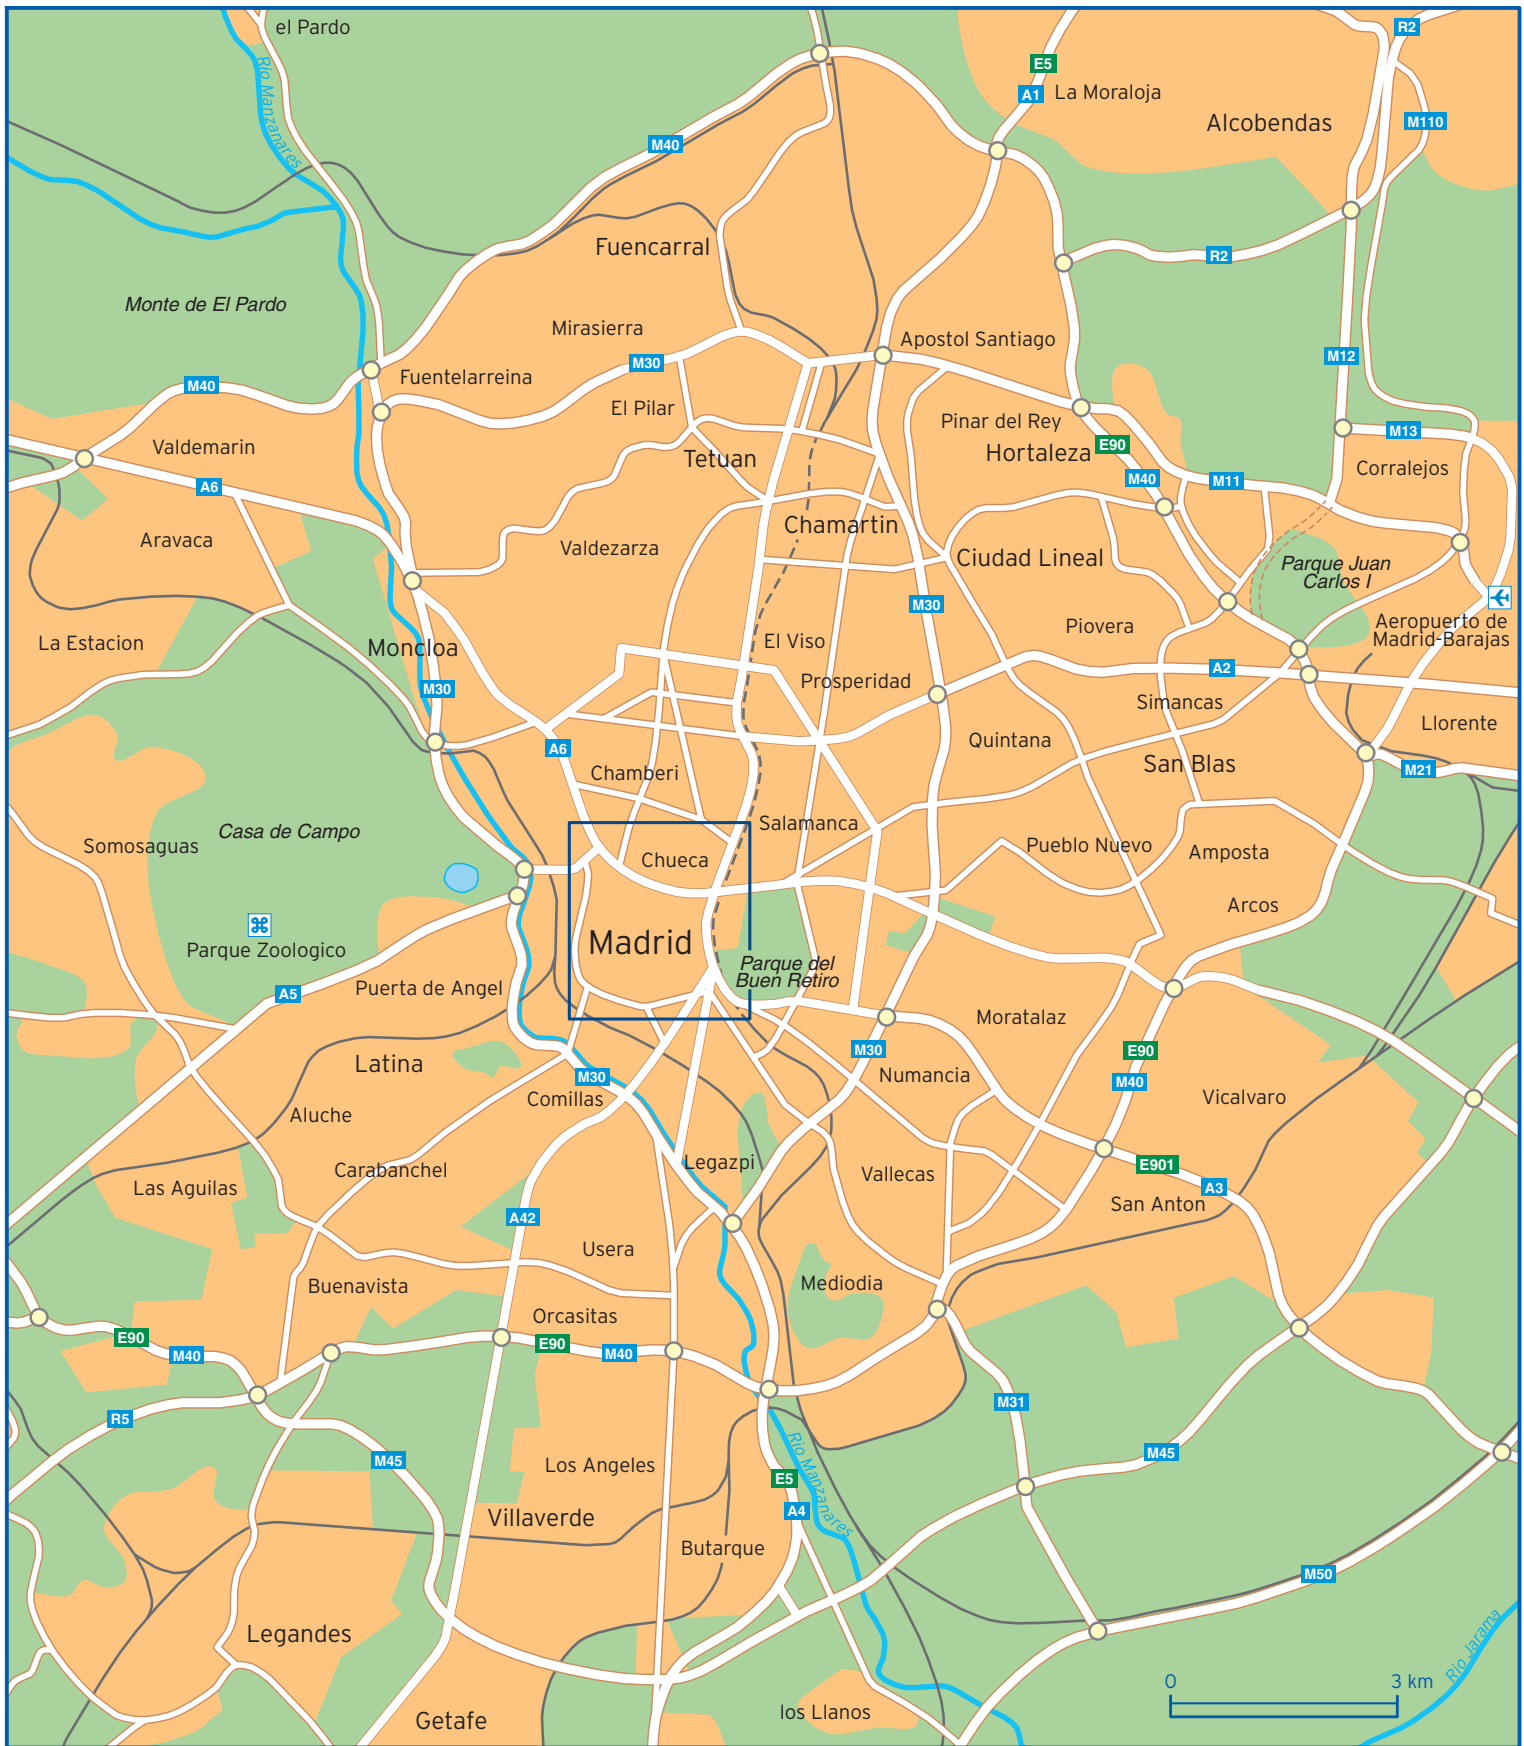 el Pardo
R2
E5
A1
La Moraloja
Rio Manzanares
Alcobendas
M110
M40
Fuencarral
R2
Monte de El Pardo
Mirasierra
Apostol Santiago
M12
M30
Fuentelarreina
M40
El Pilar
Pinar del Rey
M13
Valdemarin
E90
Hortaleza
Tetuan
Corralejos
A6
M40
M11
Chamartin
Aravaca
Valdezarza
Ciudad Lineal
Parque Juan
Carlos I
M30
Aeropuerto de
Madrid-Barajas
La Estacion
Moncloa
El Viso
Piovera
A2
M30
Prosperidad
Simancas
Llorente
A6
Quintana
San Blas
M21
Chamberi
Salamanca
Casa de Campo
Somosaguas
Chueca
Pueblo Nuevo
Amposta
Arcos
Madrid
Parque Zoologico
Parque del
Buen Retiro
A5
Puerta de Angel
Moratalaz
Latina
M30
E90
Numancia
M30
M40
Comillas
Vicalvaro
Aluche
Carabanchel
Legazpi
E901
Las Aguilas
Vallecas
A3
San Anton
A42
Usera
Buenavista
Mediodia
Orcasitas
E90
E90
M40
M40
M31
R5
M45
M45
Los Angeles
E5
Rio Manzanares
A4
Villaverde
Butarque
M50
Legandes
Rio Jarama
0
3 km
los Llanos
Getafe